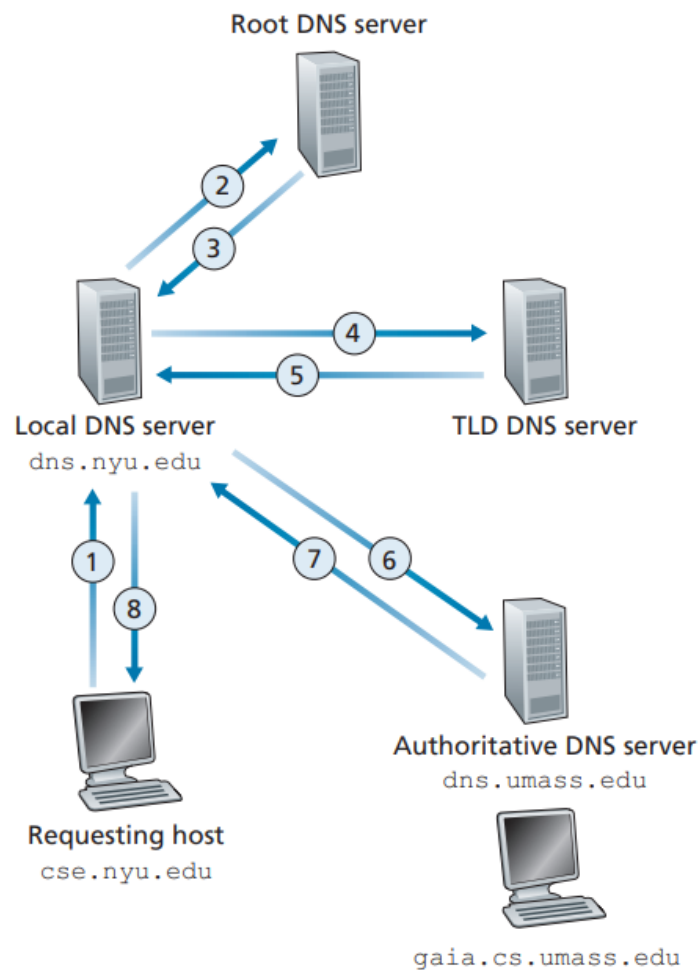 Root DNS server
2
3
4
5
Local DNS server
dns.nyu.edu
TLD DNS server
1
8
7
6
Authoritative DNS server
dns.umass.edu
Requesting host
cse.nyu.edu
gaia.cs.umass.edu